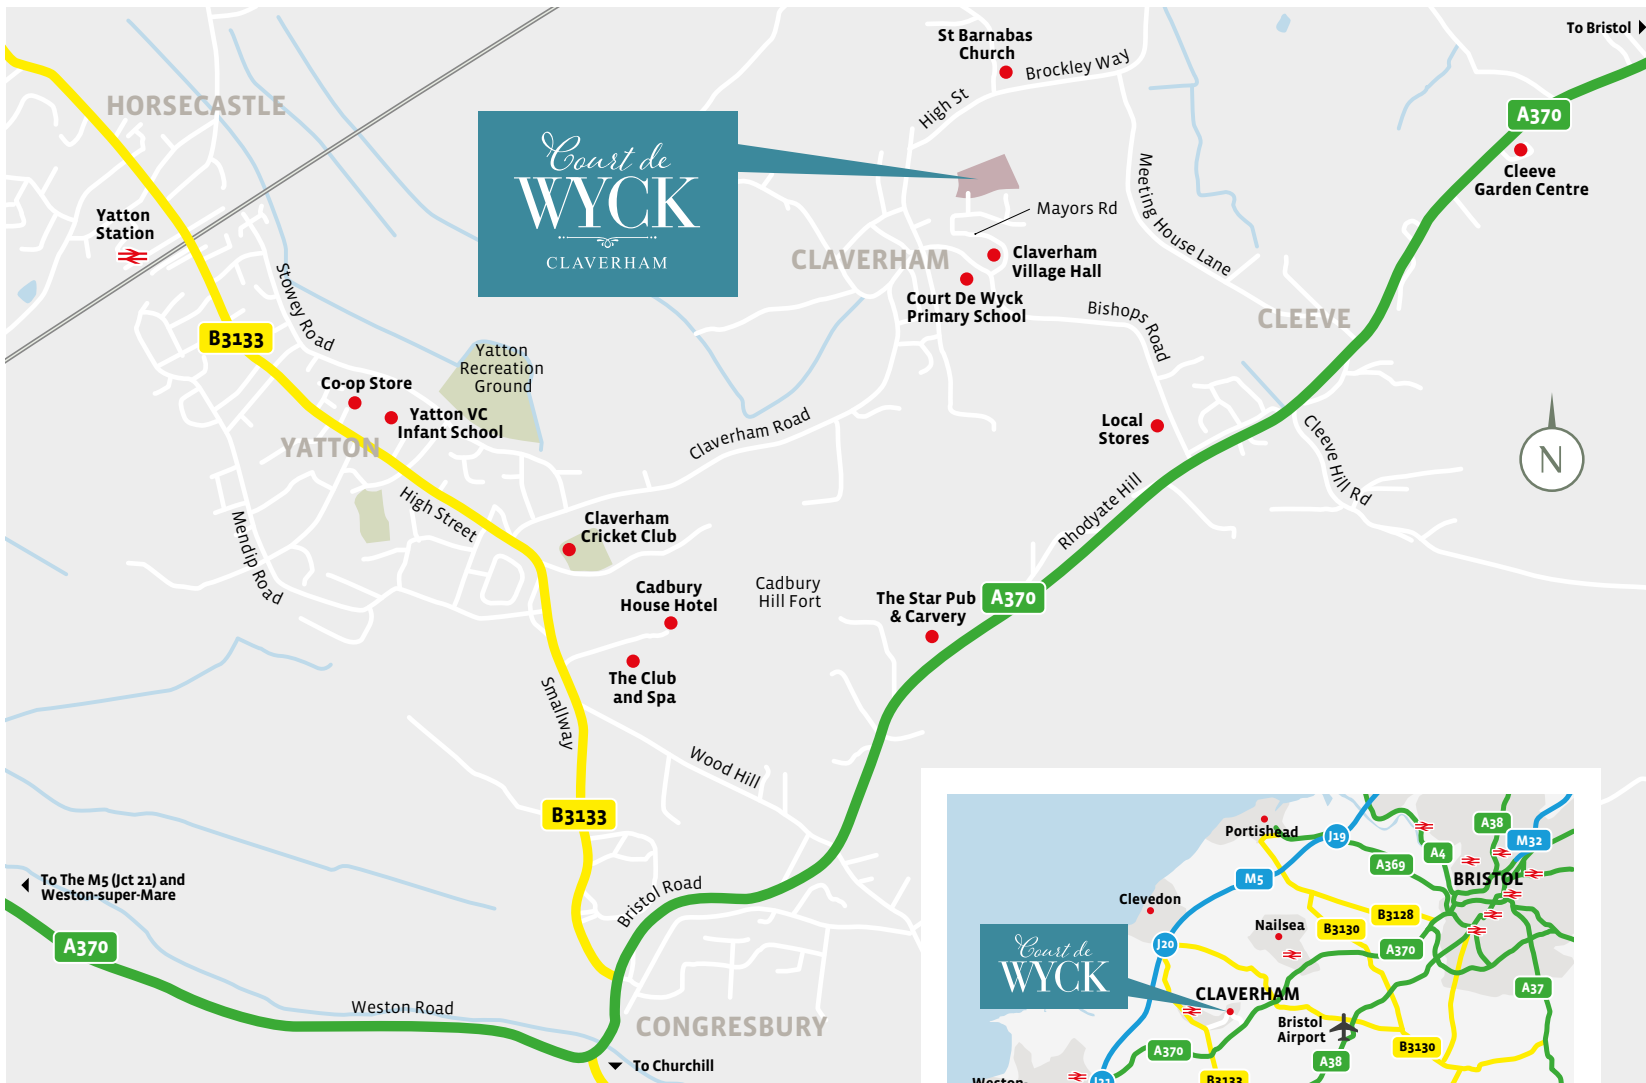 To Bristol
St Barnabas
Church
Brockley Way
High St
HORSECASTLE
A370
Cleeve
Garden Centre
Court de
WYCK
CLAVERHAM
Meeting House Lane
Mayors Rd
Yatton
Station
CLAVERHAM
Claverham
Village Hall
Court De Wyck
Primary School
Stowey Road
Bishops Road
CLEEVE
B3133
Yatton
Recreation
Ground
Co-op Store
Yatton VC
Infant School
YATTON
Claverham Road
Local
Stores
Cleeve Hill Rd
N
High Street
Mendip Road
Claverham
Cricket Club
Rhodyate Hill
Cadbury
House Hotel
Cadbury
Hill Fort
The Star Pub
& Carvery
A370
The Club
and Spa
Smallway
Wood Hill
B3133
To The M5 (Jct 21) and
Weston-super-Mare
Bristol Road
A370
Weston Road
CONGRESBURY
To Churchill
Portishead
J19
A38
M32
A4
A369
M5
BRISTOL
Clevedon
B3128
Nailsea
B3130
J20
A370
Court de
WYCK
CLAVERHAM
A37
Bristol
Airport
A370
B3130
A38
Weston-
J21
B3133